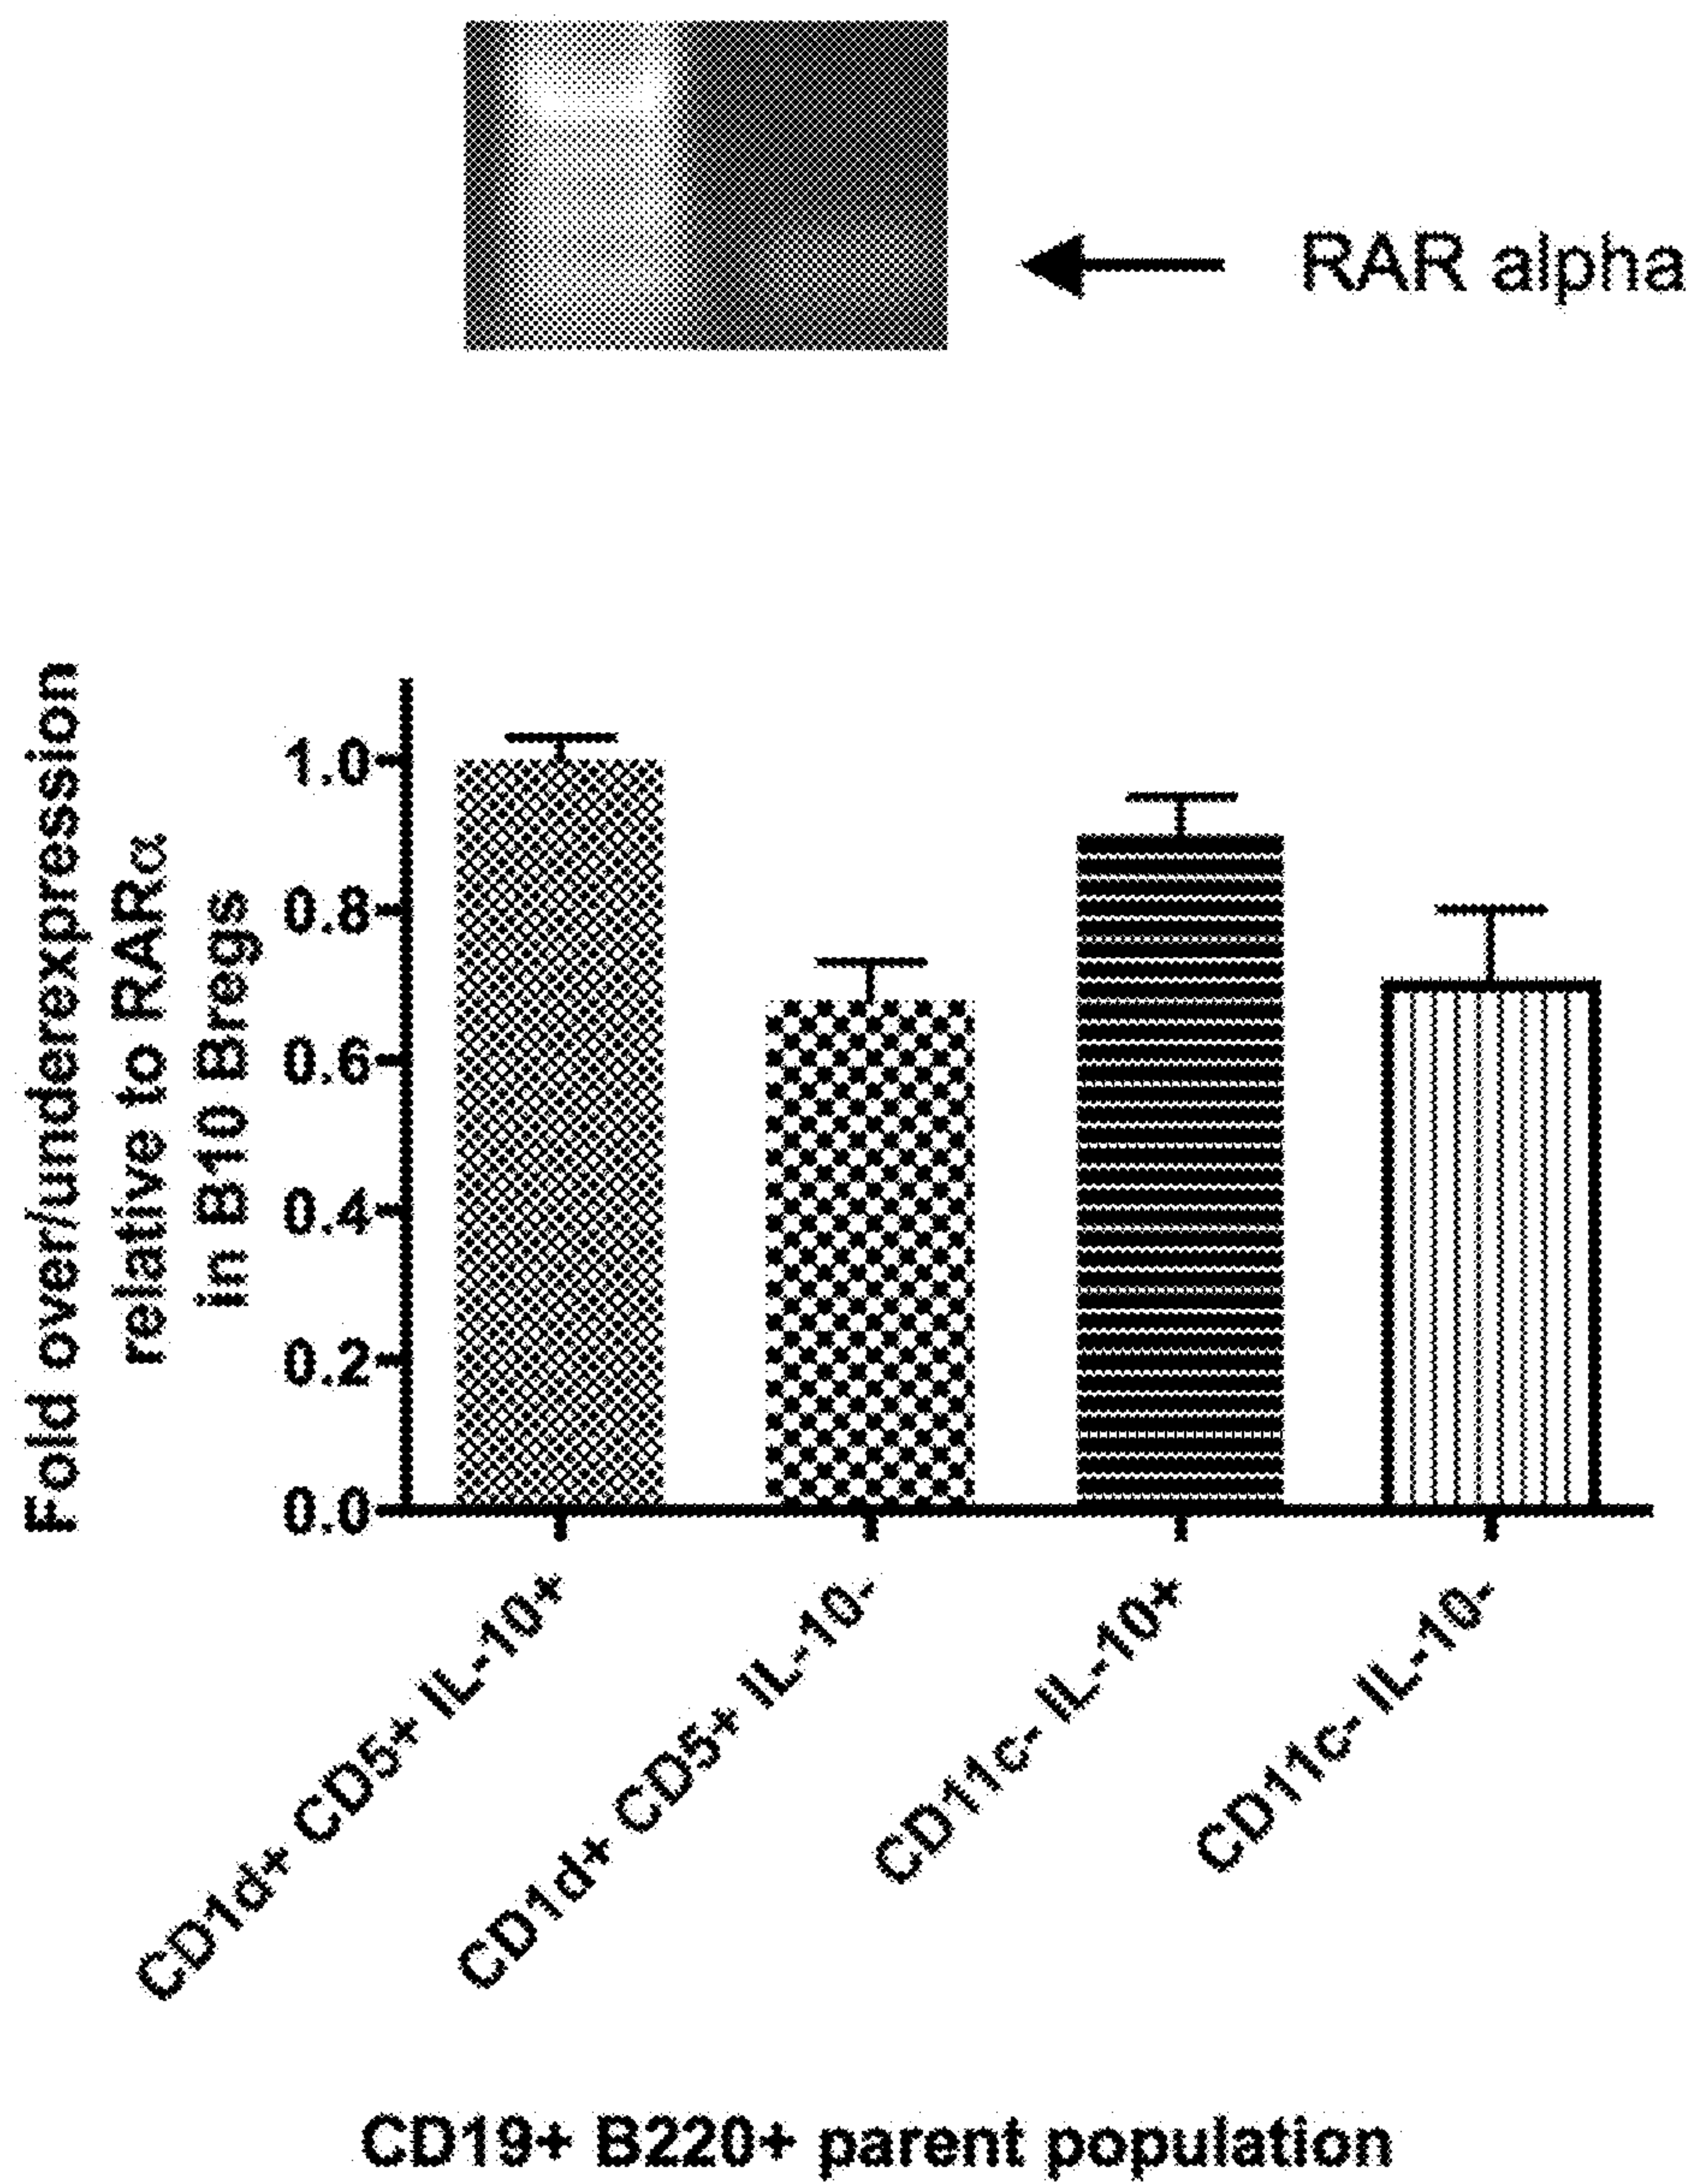 RAR alpha
Fold over/underexpression
relative to RARα
in B10 Bregs
1.0
0.8
0.6
0.4
0.2
0.0
CD1d+ CD5+ IL-10+
CD1d+ CD5+ IL-10-
CD11c- IL-10+
CD11c- IL-10-
CD19+ B220+ parent population